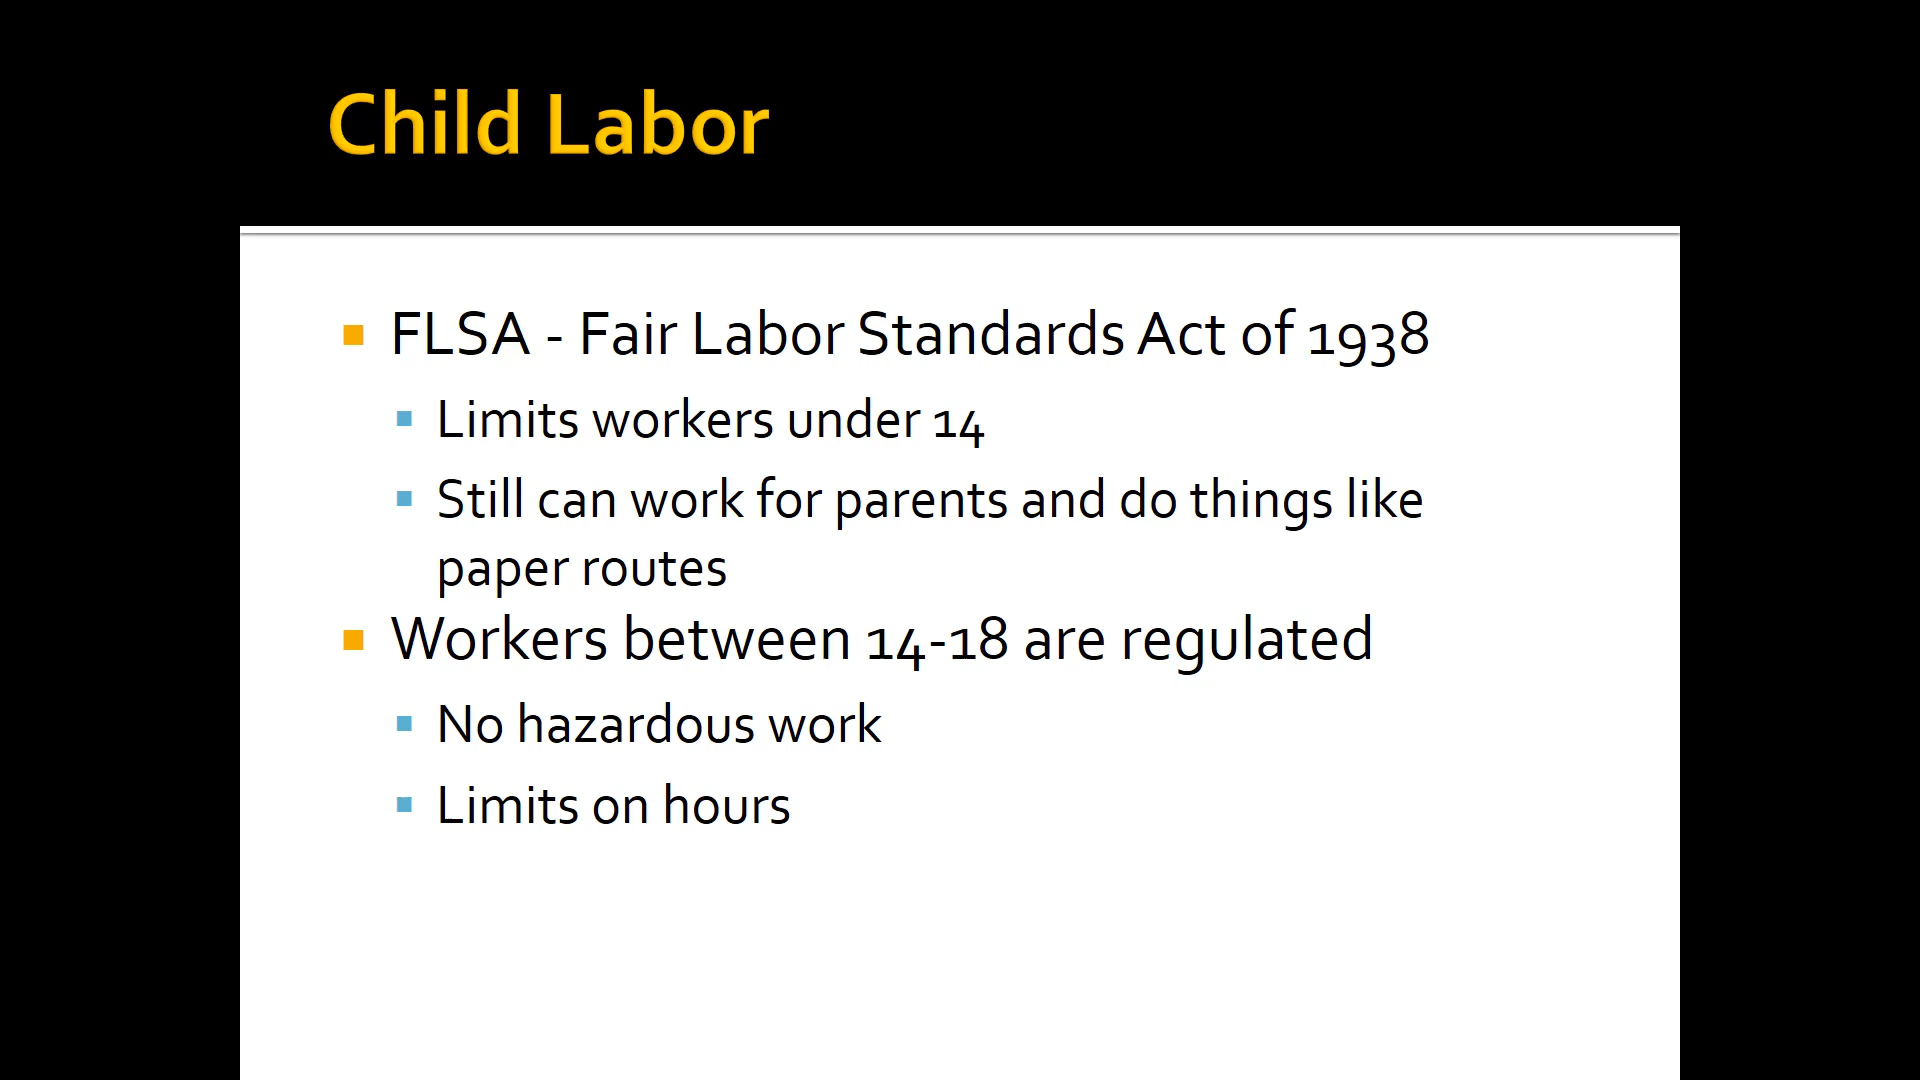 Child Labor
FLSA - Fair Labor Standards Act of 1938
Limits workers under 14
Still can work for parents and do things like
paper routes
Workers between 14-18 are regulated
No hazardous work
Limits on hours